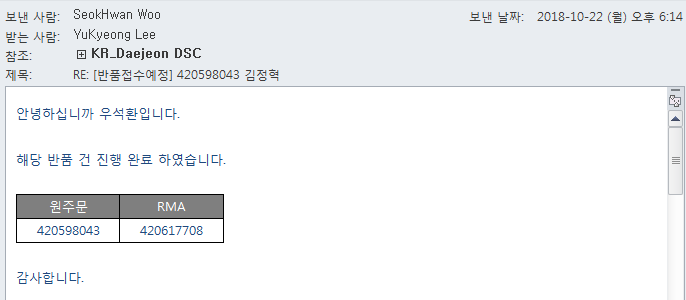 보낸 사람: SeokHwan Woo 보낸 날짜: 2018-10-22 (월) 오후 6:14
받는 사람: YuKyeong Lee
참조: KR_Daejeon DSC
제목: RE: [반품접수예정] 420598043 김정혁
안녕하십니까 우석환입니다.
해당 반품 건 진행 완료 하였습니다.
원주문 RMA
420598043 420617708
감사합니다.